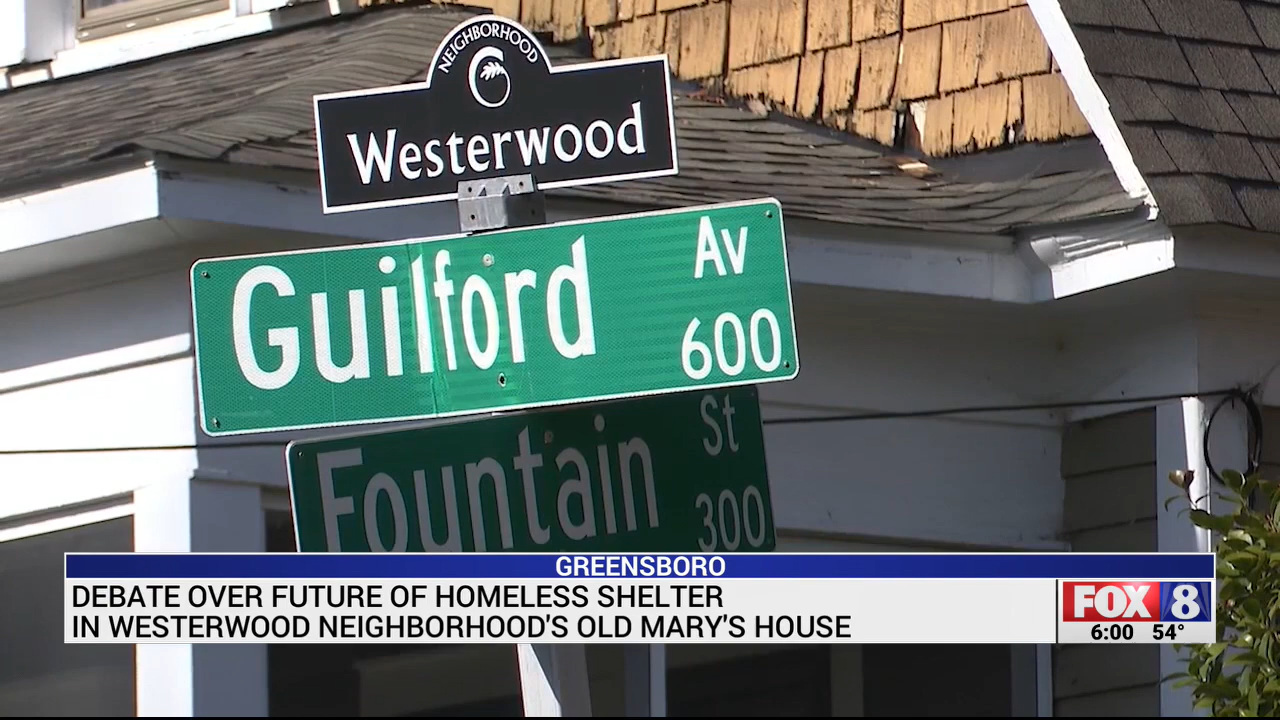 NEIGHBORHOOD
Westerwood
Guilford Av
600
Fountain St
300
GREENSBORO
DEBATE OVER FUTURE OF HOMELESS SHELTER
IN WESTERWOOD NEIGHBORHOOD'S OLD MARY'S HOUSE
FOX 8
6:00 54°